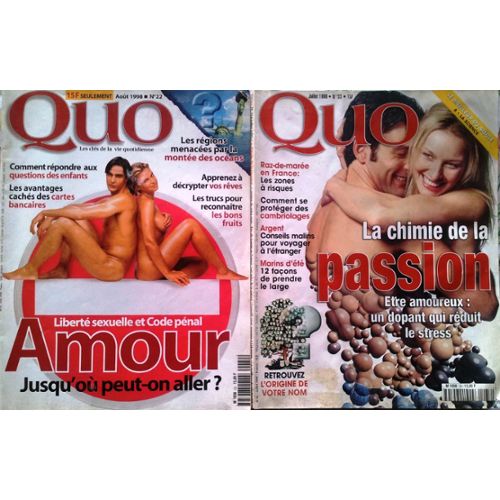 15F SEULEMENT Août 1998 ■ N°22
Quo
Les clés de la vie quotidienne
Les régions
menacées par la
montée des océans
Comment répondre aux
questions des enfants
Les avantages
cachés des cartes
bancaires
Apprenez à
décrypter vos rêves
Les trucs pour
reconnaître
les bons
fruits
Liberté sexuelle et Code pénal
Amour
Jusqu'où peut-on aller ?
Quo
Raz-de-marée
en France:
Les zones
à risques
Comment se
protéger des
cambriolages
Argent
Conseils malins
pour voyager
à l'étranger
Marins d'été
12 façons
de prendre
le large
La chimie de la
passion
Etre amoureux :
un dopant qui réduit
le stress
RETROUVEZ
L'ORIGINE DE
VOTRE NOM